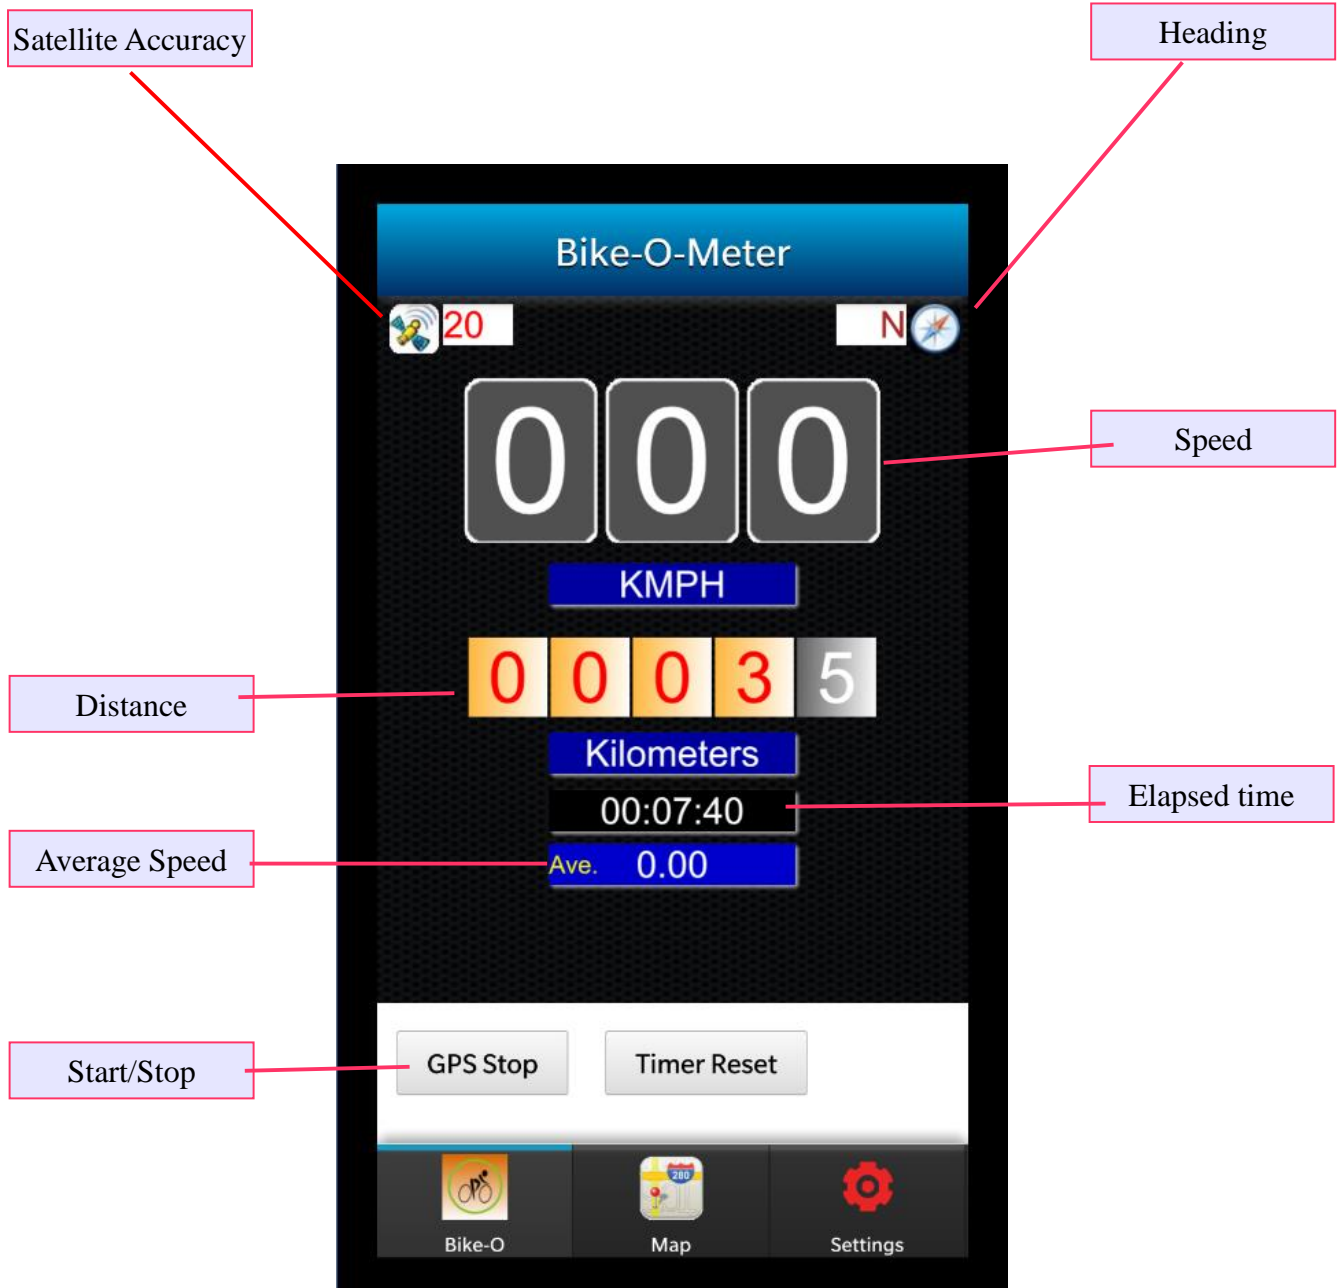 Satellite Accuracy
Heading
Bike-O-Meter
20
N
000
Speed
KMPH
00035
Distance
Kilometers
00:07:40
Elapsed time
Average Speed
Ave. 0.00
Start/Stop
GPS Stop
Timer Reset
280
Bike-O
Map
Settings